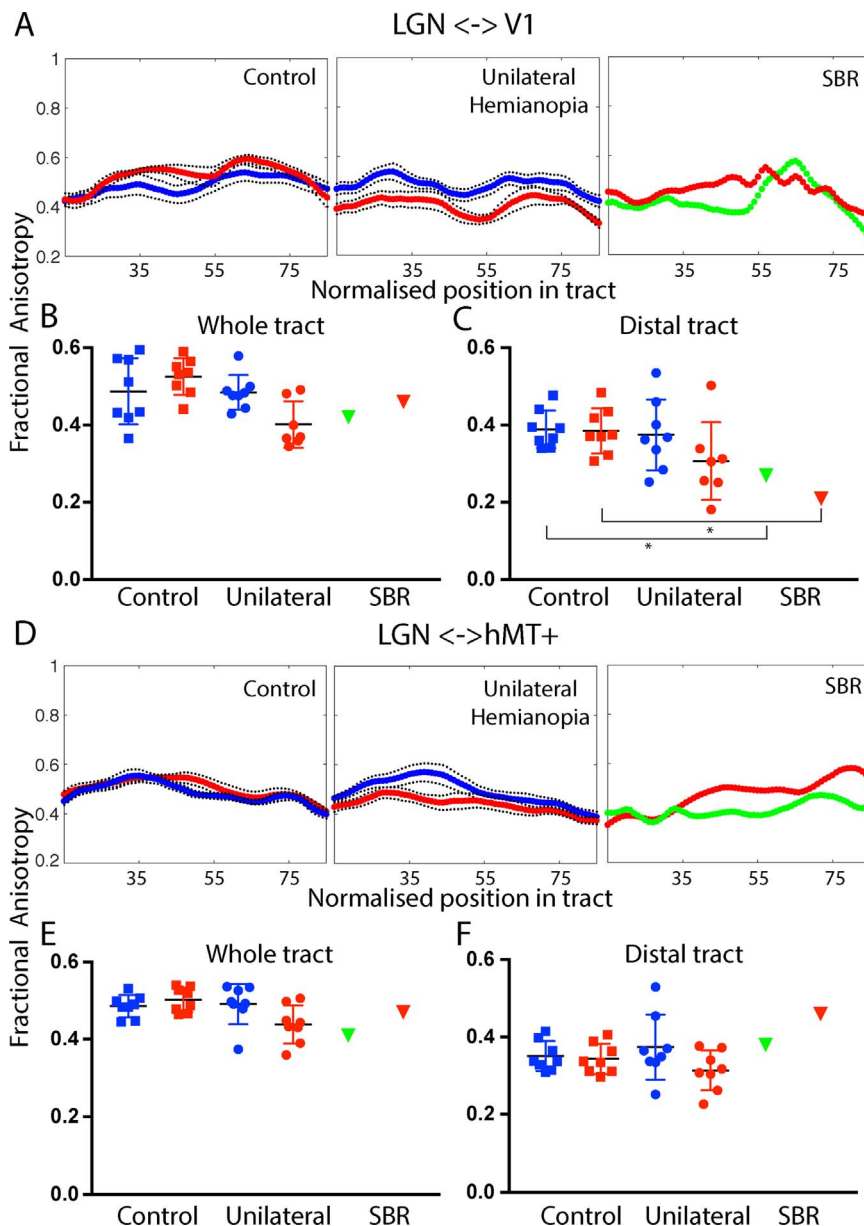 A
LGN <-> V1
Control
Unilateral
Hemianopia
SBR
1
0.8
0.6
0.4
0.2
35 55 75 35 55 75 35 55 75
Normalised position in tract
Fractional Anisotropy
B
Whole tract
0.6
0.4
0.2
0.0
Control Unilateral SBR
C
Distal tract
0.6
0.4
0.2
0.0
*
*
Control Unilateral SBR
D
LGN <->hMT+
Control
Unilateral
Hemianopia
SBR
1
0.8
0.6
0.4
0.2
35 55 75 35 55 75 35 55 75
Normalised position in tract
Fractional Anisotropy
E
Whole tract
0.6
0.4
0.2
0.0
Control Unilateral SBR
F
Distal tract
0.6
0.4
0.2
0.0
Control Unilateral SBR